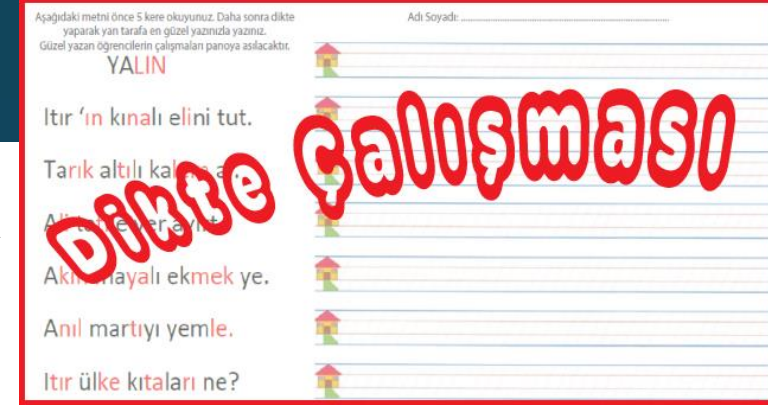 Aşağıdaki metni önce 5 kere okuyunuz. Daha sonra dikte
yaparak yan tarafa en güzel yazınızla yazınız.
Güzel yazan öğrencilerin çalışmaları panoya asılacaktır.
Adı Soyadı:
YALIN
Itır ‘ın kınalı elini tut.
Tarık altılı
Dikte Çalışması
Ali
mayalı ekmek ye.
Anıl martıyı yemle.
Itır ülke kıtaları ne?